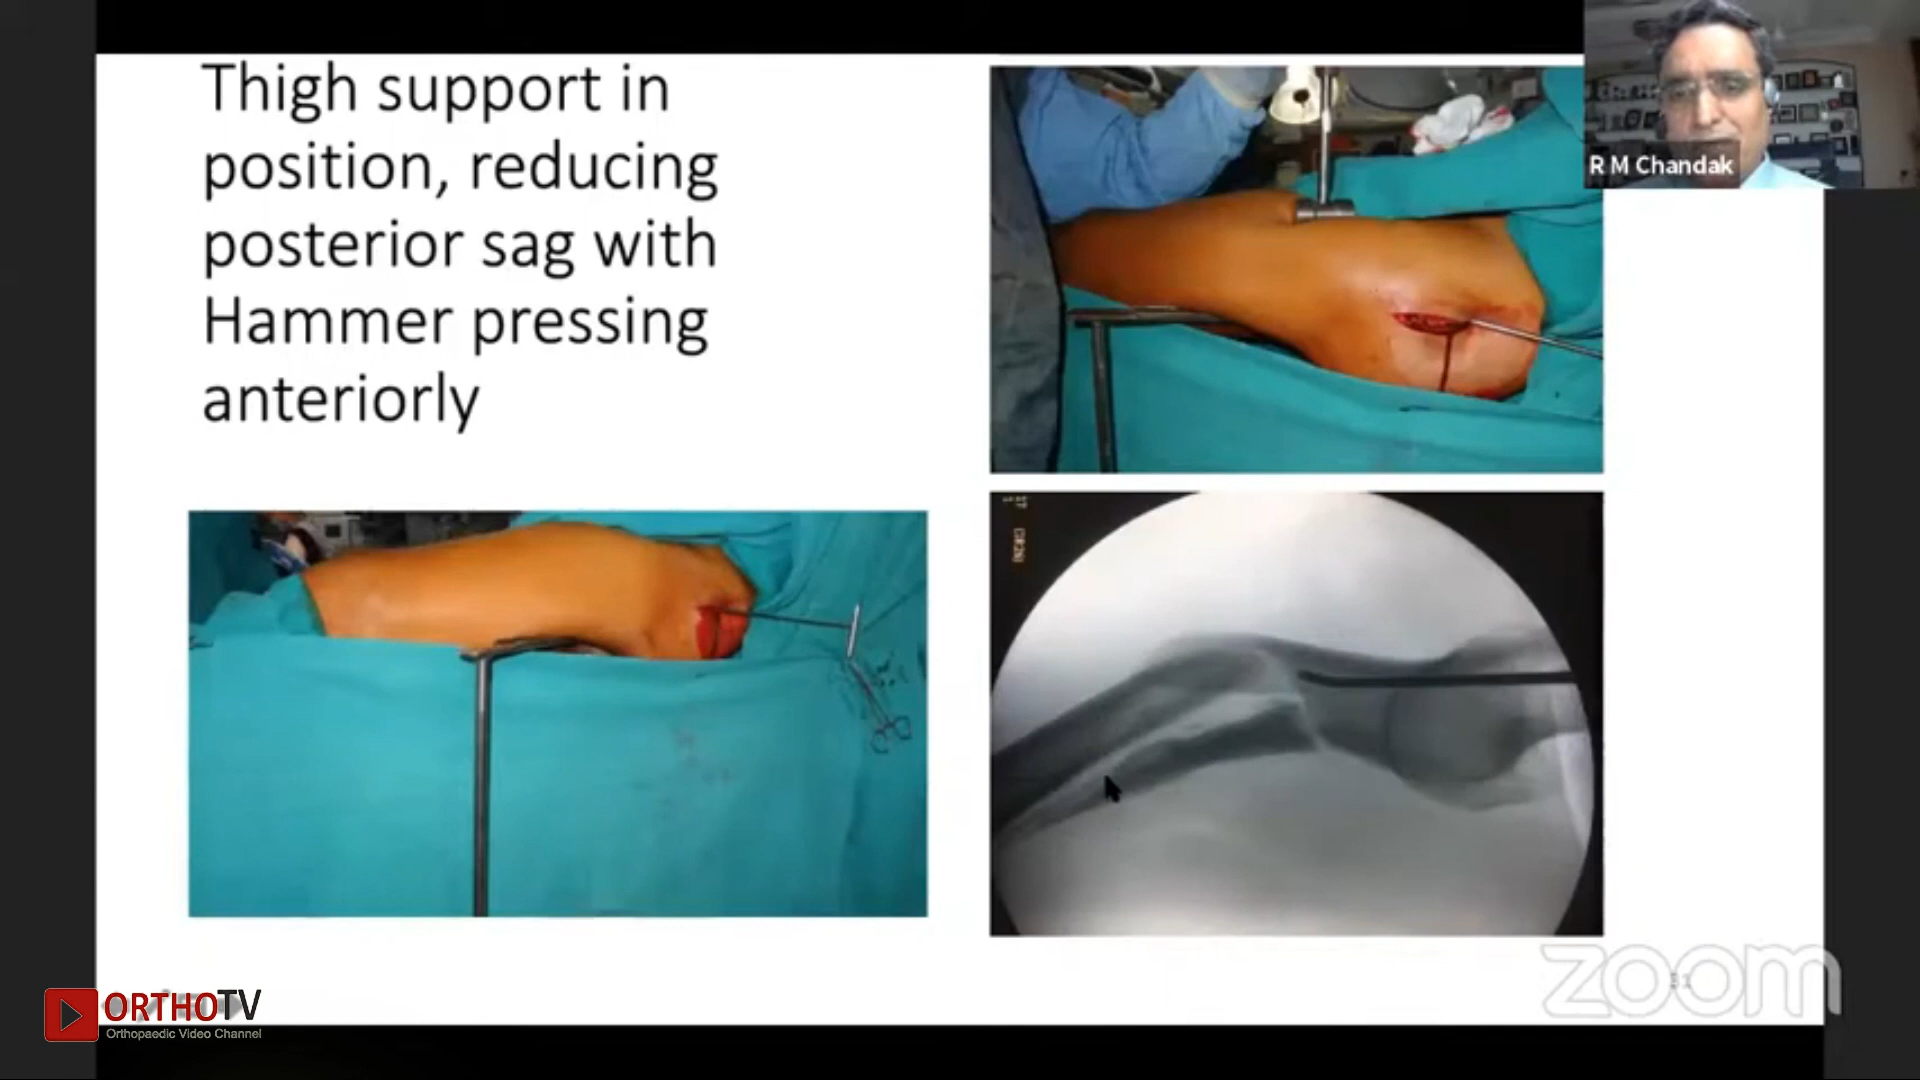 Thigh support in
position, reducing
posterior sag with
Hammer pressing
anteriorly
R M Chandak
zoom
ORTHOTV
Orthopaedic Video Channel